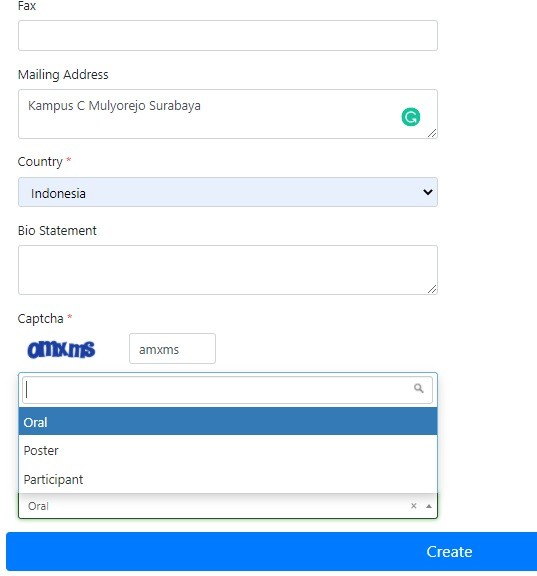 Fax
Mailing Address
Kampus C Mulyorejo Surabaya
Country *
Indonesia
Bio Statement
Captcha *
amxms amxms
Oral
Poster
Participant
Oral ×
Create